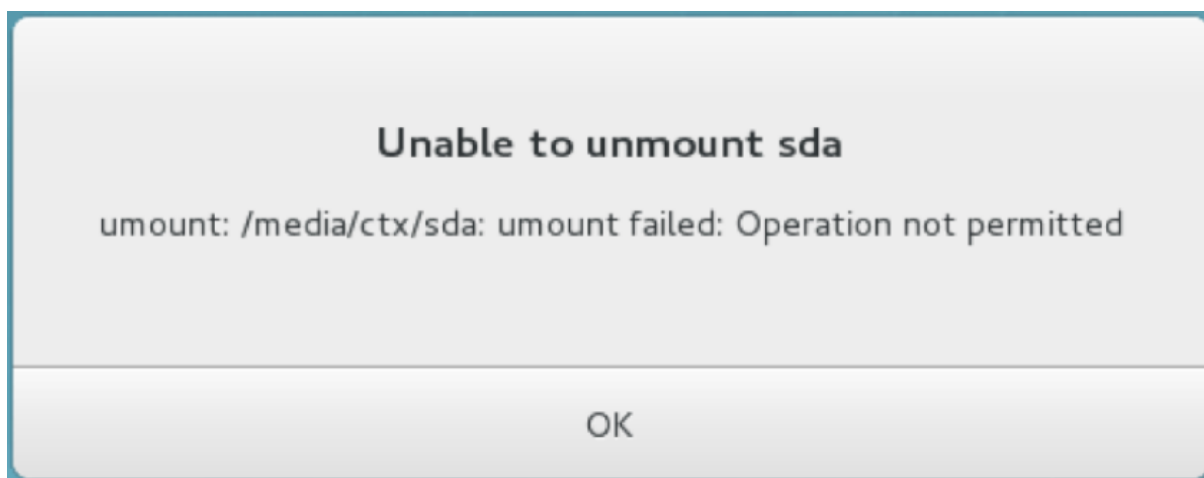 Unable to unmount sda
umount: /media/ctx/sda: umount failed: Operation not permitted
OK